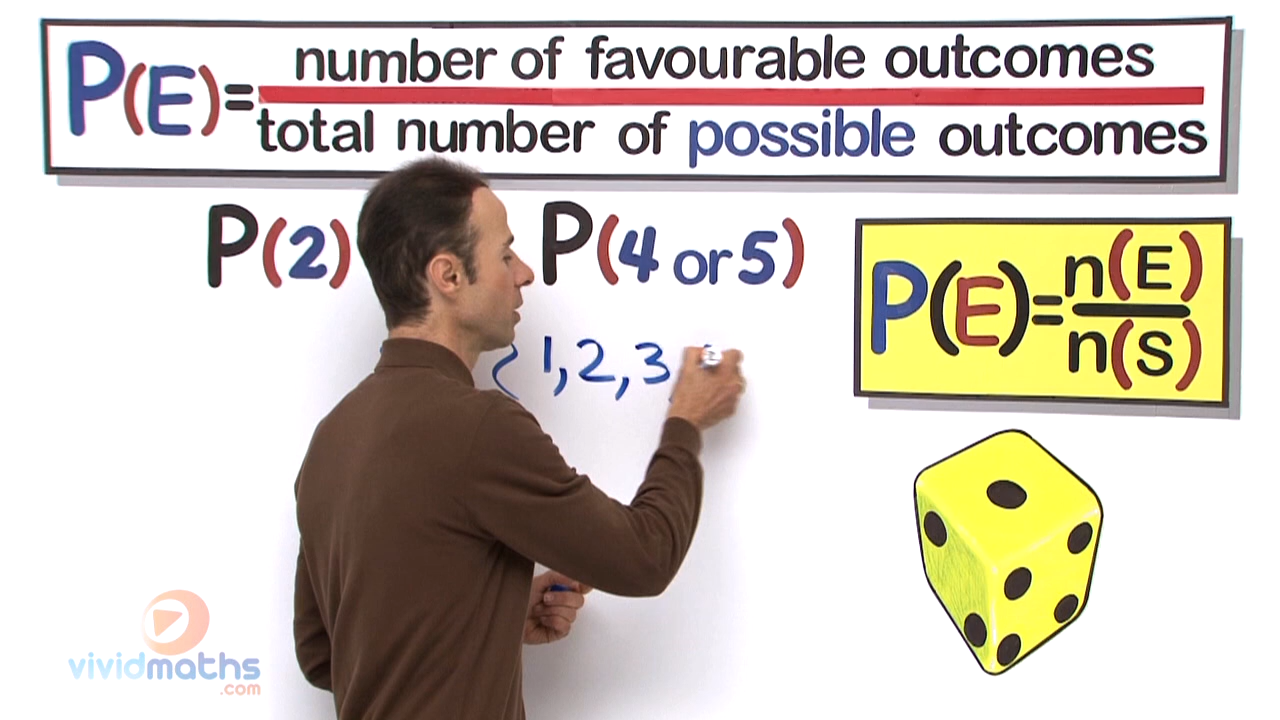 P(E)= number of favourable outcomes
total number of possible outcomes
P(2)
P(4 or 5)
P(E)= n(E)
n(S)
{ 1, 2, 3,
vividmaths
.com